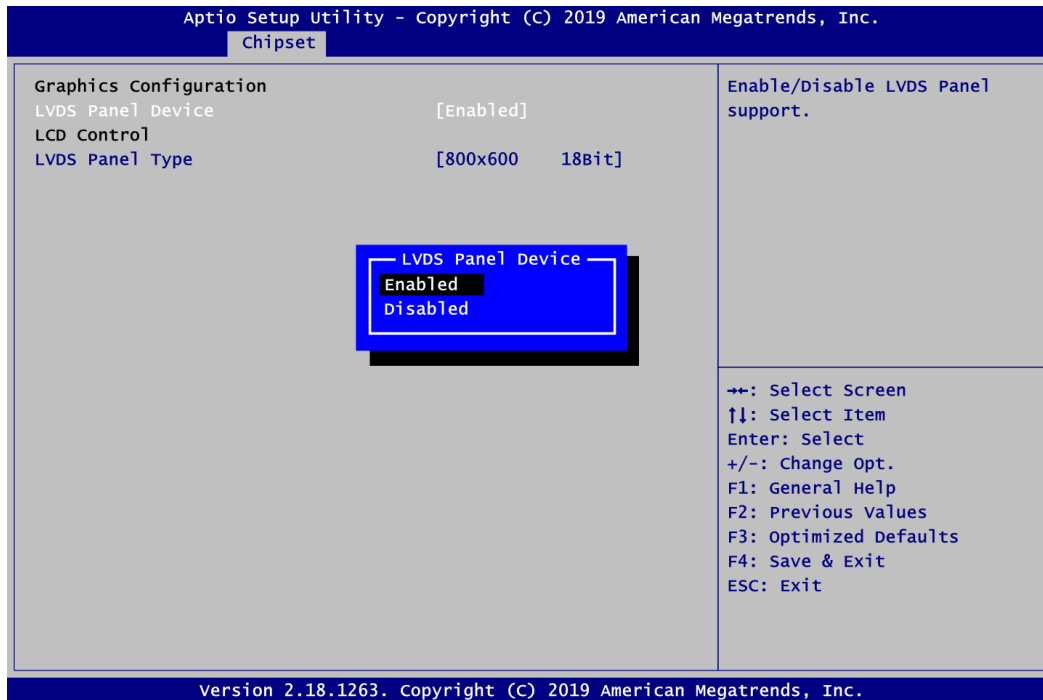 Aptio Setup Utility – Copyright (C) 2019 American Megatrends, Inc.
Chipset
Graphics Configuration
LVDS Panel Device [Enabled]
LCD Control
LVDS Panel Type [800x600 18Bit]
LVDS Panel Device
Enabled
Disabled
Enable/Disable LVDS Panel
support.
→←: Select Screen
↑↓: Select Item
Enter: Select
+/-: Change Opt.
F1: General Help
F2: Previous Values
F3: Optimized Defaults
F4: Save & Exit
ESC: Exit
Version 2.18.1263. Copyright (C) 2019 American Megatrends, Inc.